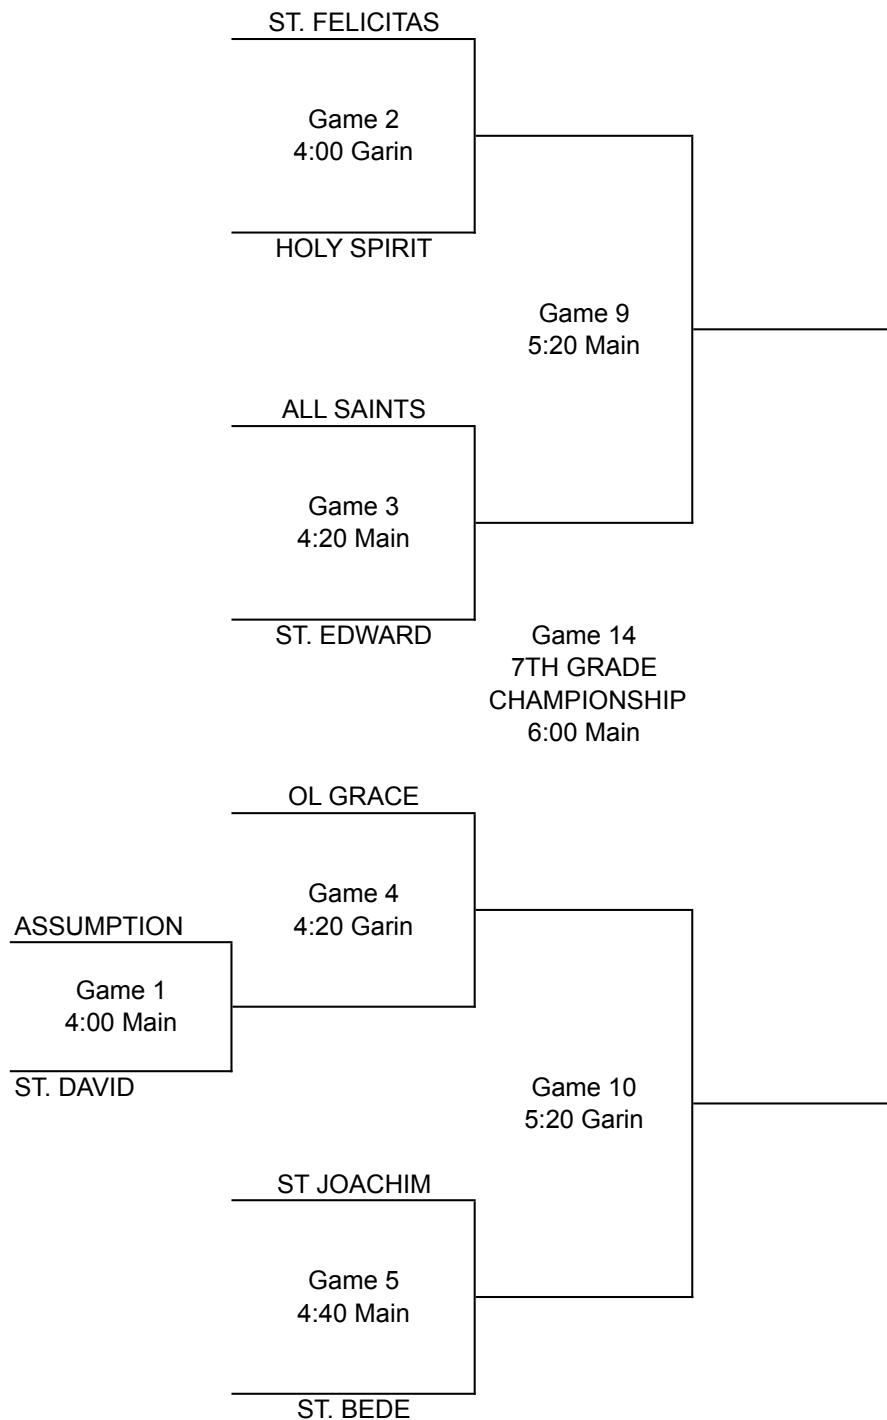 ST. FELICITAS
Game 2
4:00 Garin
HOLY SPIRIT
Game 9
5:20 Main
ALL SAINTS
Game 3
4:20 Main
ST. EDWARD
Game 14
7TH GRADE
CHAMPIONSHIP
6:00 Main
OL GRACE
Game 4
4:20 Garin
ASSUMPTION
Game 1
4:00 Main
ST. DAVID
Game 10
5:20 Garin
ST JOACHIM
Game 5
4:40 Main
ST. BEDE